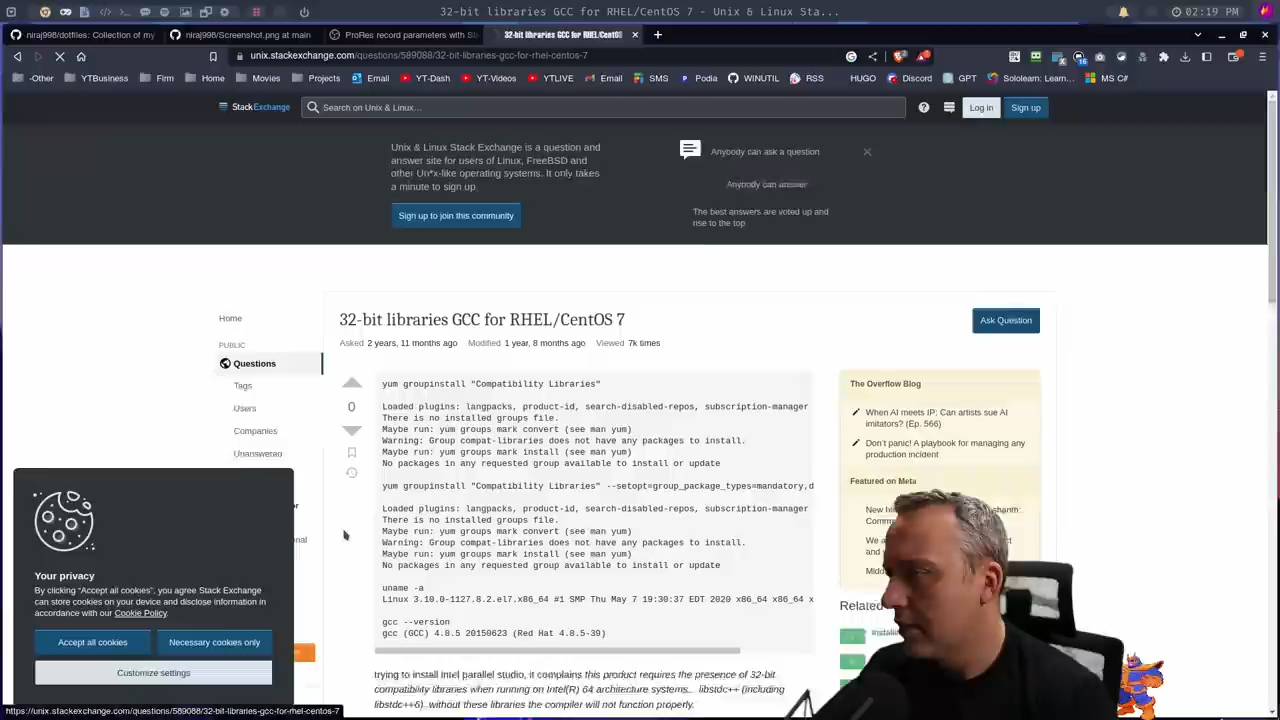 32-bit libraries GCC for RHEL/CentOS 7 - Unix & Linux Sta...
02:19 PM
niraj998/dotfiles: Collection of my
niraj998/Screenshot.png at main
ProRes record parameters with St
32-bit libraries GCC for RHEL/CentOS
unix.stackexchange.com/questions/589088/32-bit-libraries-gcc-for-rhel-centos-7
-Other
YTBusiness
Firm
Home
Movies
Projects
Email
YT-Dash
YT-Videos
YTLIVE
Email
SMS
Podia
WINUTIL
RSS
HUGO
Discord
GPT
Sololearn: Learn...
MS C#
StackExchange
Search on Unix & Linux…
Log in
Sign up
Unix & Linux Stack Exchange is a question and
answer site for users of Linux, FreeBSD and
other Un*x-like operating systems. It only takes
a minute to sign up.
Sign up to join this community
Anybody can ask a question
Anybody can answer
The best answers are voted up and
rise to the top
Home
PUBLIC
Questions
Tags
Users
Companies
Unanswered
32-bit libraries GCC for RHEL/CentOS 7
Ask Question
Asked 2 years, 11 months ago Modified 1 year, 8 months ago Viewed 7k times
0
yum groupinstall "Compatibility Libraries"
Loaded plugins: langpacks, product-id, search-disabled-repos, subscription-manager
There is no installed groups file.
Maybe run: yum groups mark convert (see man yum)
Warning: Group compat-libraries does not have any packages to install.
Maybe run: yum groups mark install (see man yum)
No packages in any requested group available to install or update
yum groupinstall "Compatibility Libraries" --setopt=group_package_types=mandatory,d
Loaded plugins: langpacks, product-id, search-disabled-repos, subscription-manager
There is no installed groups file.
Maybe run: yum groups mark convert (see man yum)
Warning: Group compat-libraries does not have any packages to install.
Maybe run: yum groups mark install (see man yum)
No packages in any requested group available to install or update
uname -a
Linux 3.10.0-1127.8.2.el7.x86_64 #1 SMP Thu May 7 19:30:37 EDT 2020 x86_64 x86_64 x
gcc --version
gcc (GCC) 4.8.5 20150623 (Red Hat 4.8.5-39)
trying to install Intel parallel studio, it complains this product requires the presence of 32-bit
compatibility libraries when running on Intel(R) 64 architecture systems... libstdc++ (including
libstdc++6) without these libraries the compiler will not function properly.
The Overflow Blog
When AI meets IP: Can artists sue AI
imitators? (Ep. 566)
Don't panic! A playbook for managing any
production incident
Featured on Meta
Related
Your privacy
By clicking “Accept all cookies”, you agree Stack Exchange
can store cookies on your device and disclose information in
accordance with our Cookie Policy.
Accept all cookies
Necessary cookies only
Customize settings
https://unix.stackexchange.com/questions/589088/32-bit-libraries-gcc-for-rhel-centos-7